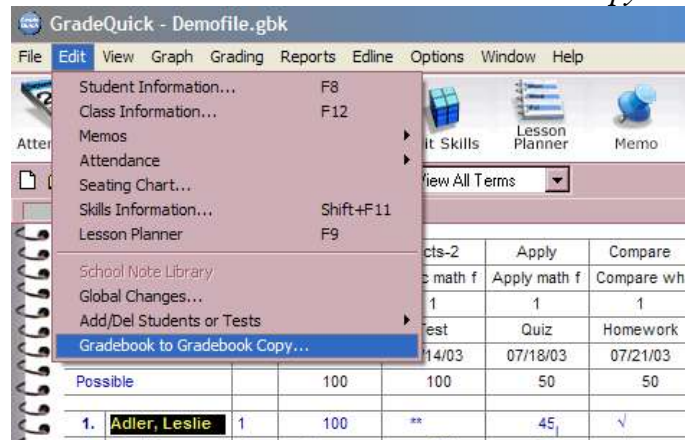 py
GradeQuick - Demofile.gbk
File Edit View Graph Grading Reports Edline Options Window Help
Student Information... F8
Class Information... F12
Memos
Attendance
Seating Chart...
Skills Information... Shift+F11
Lesson Planner F9
School Note Library
Global Changes...
Add/Del Students or Tests
Gradebook to Gradebook Copy...
Atter
it Skills
Lesson
Planner
Memo
iew All Terms
cts-2 Apply Compare
c math f Apply math f Compare wh
1 1 1
Test Quiz Homework
14/03 07/18/03 07/21/03
Possible 100 100 50 50
1. Adler, Leslie 1 100 ** 45 √